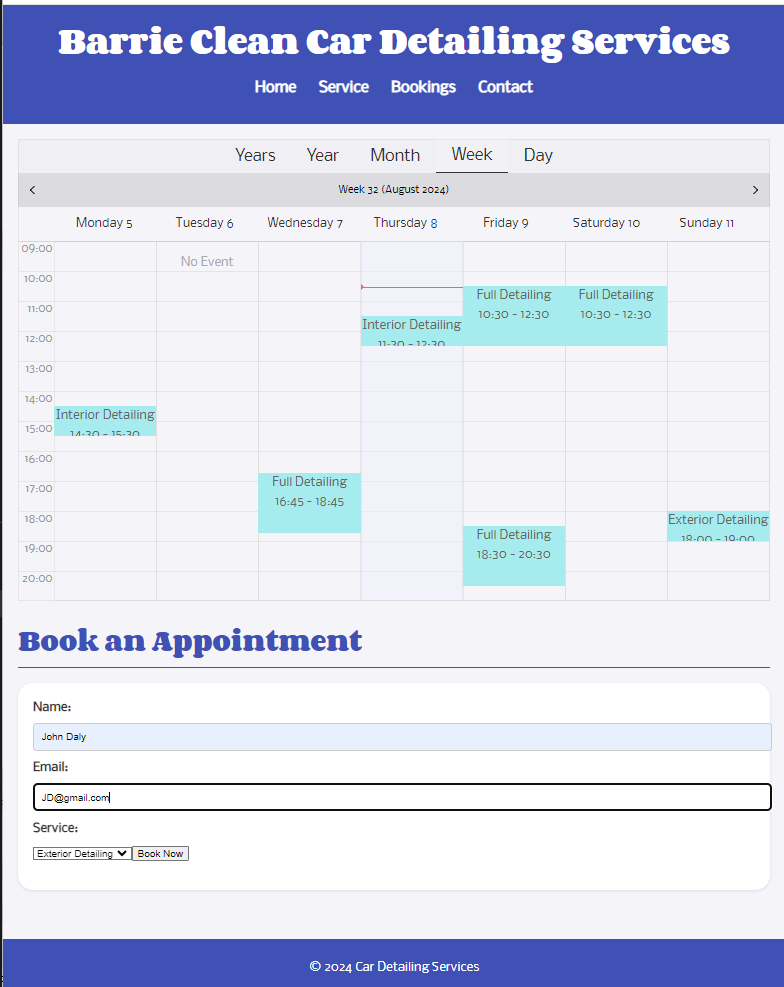 Barrie Clean Car Detailing Services
Home Service Bookings Contact
Years Year Month Week Day
Week 32 (August 2024)
Monday 5 Tuesday 6 Wednesday 7 Thursday 8 Friday 9 Saturday 10 Sunday 11
09:00
No Event
10:00
Full Detailing Full Detailing
10:30 - 12:30 10:30 - 12:30
11:00
Interior Detailing
12:00
11:30 - 12:30
13:00
14:00
Interior Detailing
15:00
14:30 - 15:30
16:00
Full Detailing
17:00
16:45 - 18:45
18:00
Exterior Detailing
Full Detailing
18:00 - 19:00
19:00
18:30 - 20:30
20:00
Book an Appointment
Name:
John Daly
Email:
JD@gmail.com
Service:
Exterior Detailing Book Now
© 2024 Car Detailing Services